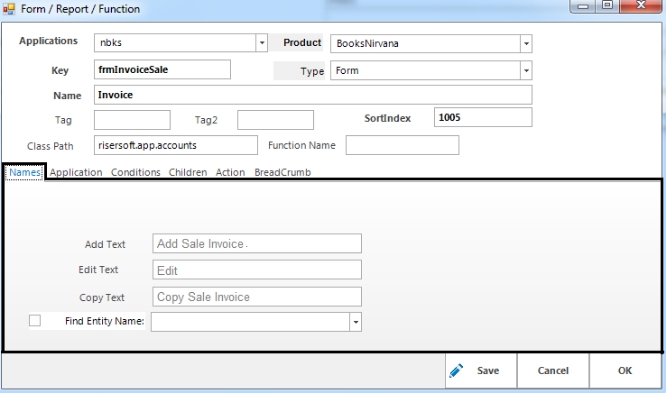 Form / Report / Function
Applications nbks Product BooksNirvana
Key frmInvoiceSale Type Form
Name Invoice
Tag Tag2 SortIndex 1005
Class Path risersoft.app.accounts Function Name
Names Application Conditions Children Action BreadCrumb
Add Text Add Sale Invoice.
Edit Text Edit
Copy Text Copy Sale Invoice
Find Entity Name:
Save Cancel OK